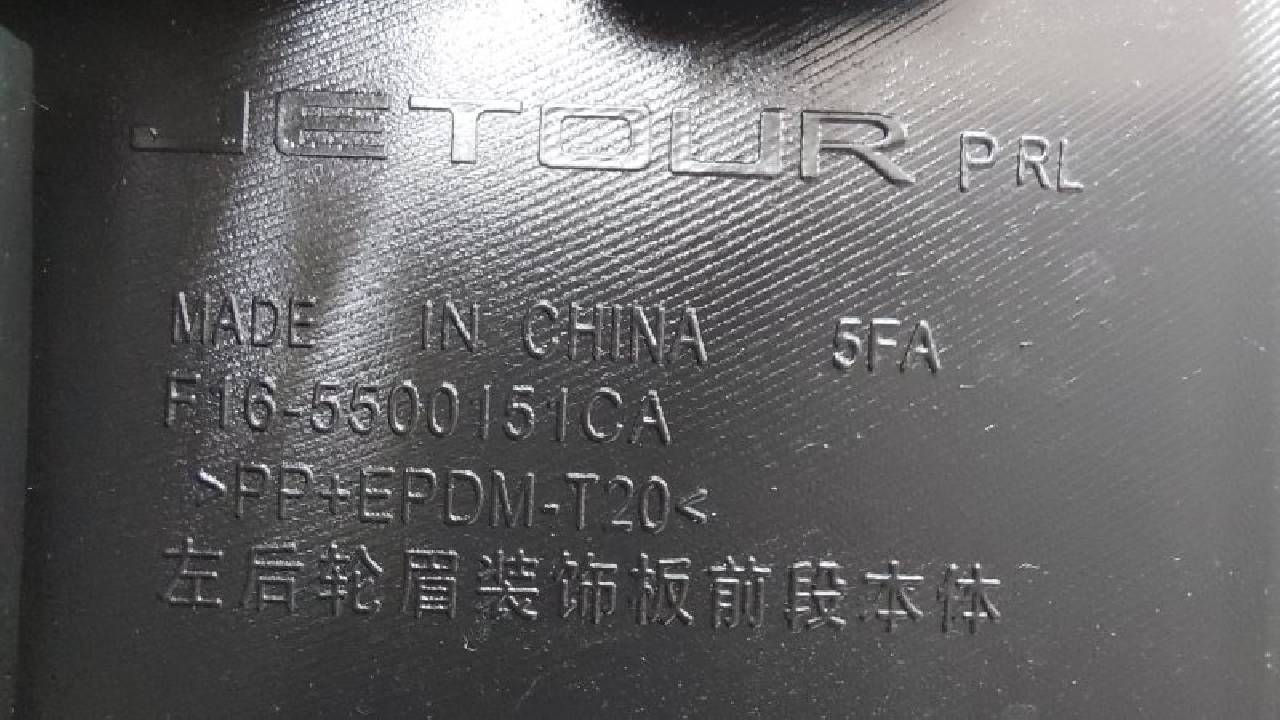 JETOUR PRL
MADE IN CHINA 5FA
F16-5500151CA
>PP+EPDM-T20<
左后轮眉装饰板前段本体